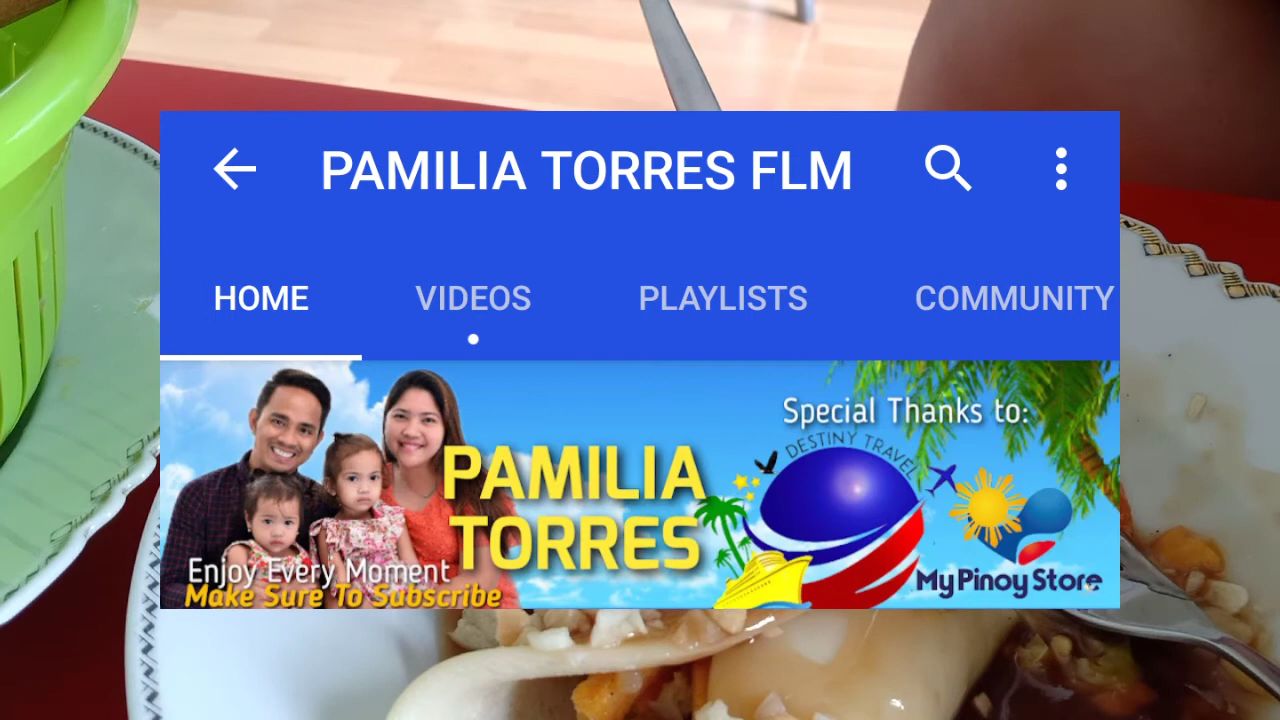 PAMILIA TORRES FLM
HOME VIDEOS PLAYLISTS COMMUNITY
Special Thanks to:
DESTINY TRAVEL
PAMILIA
TORRES
Enjoy Every Moment
Make Sure To Subscribe
My Pinoy Store